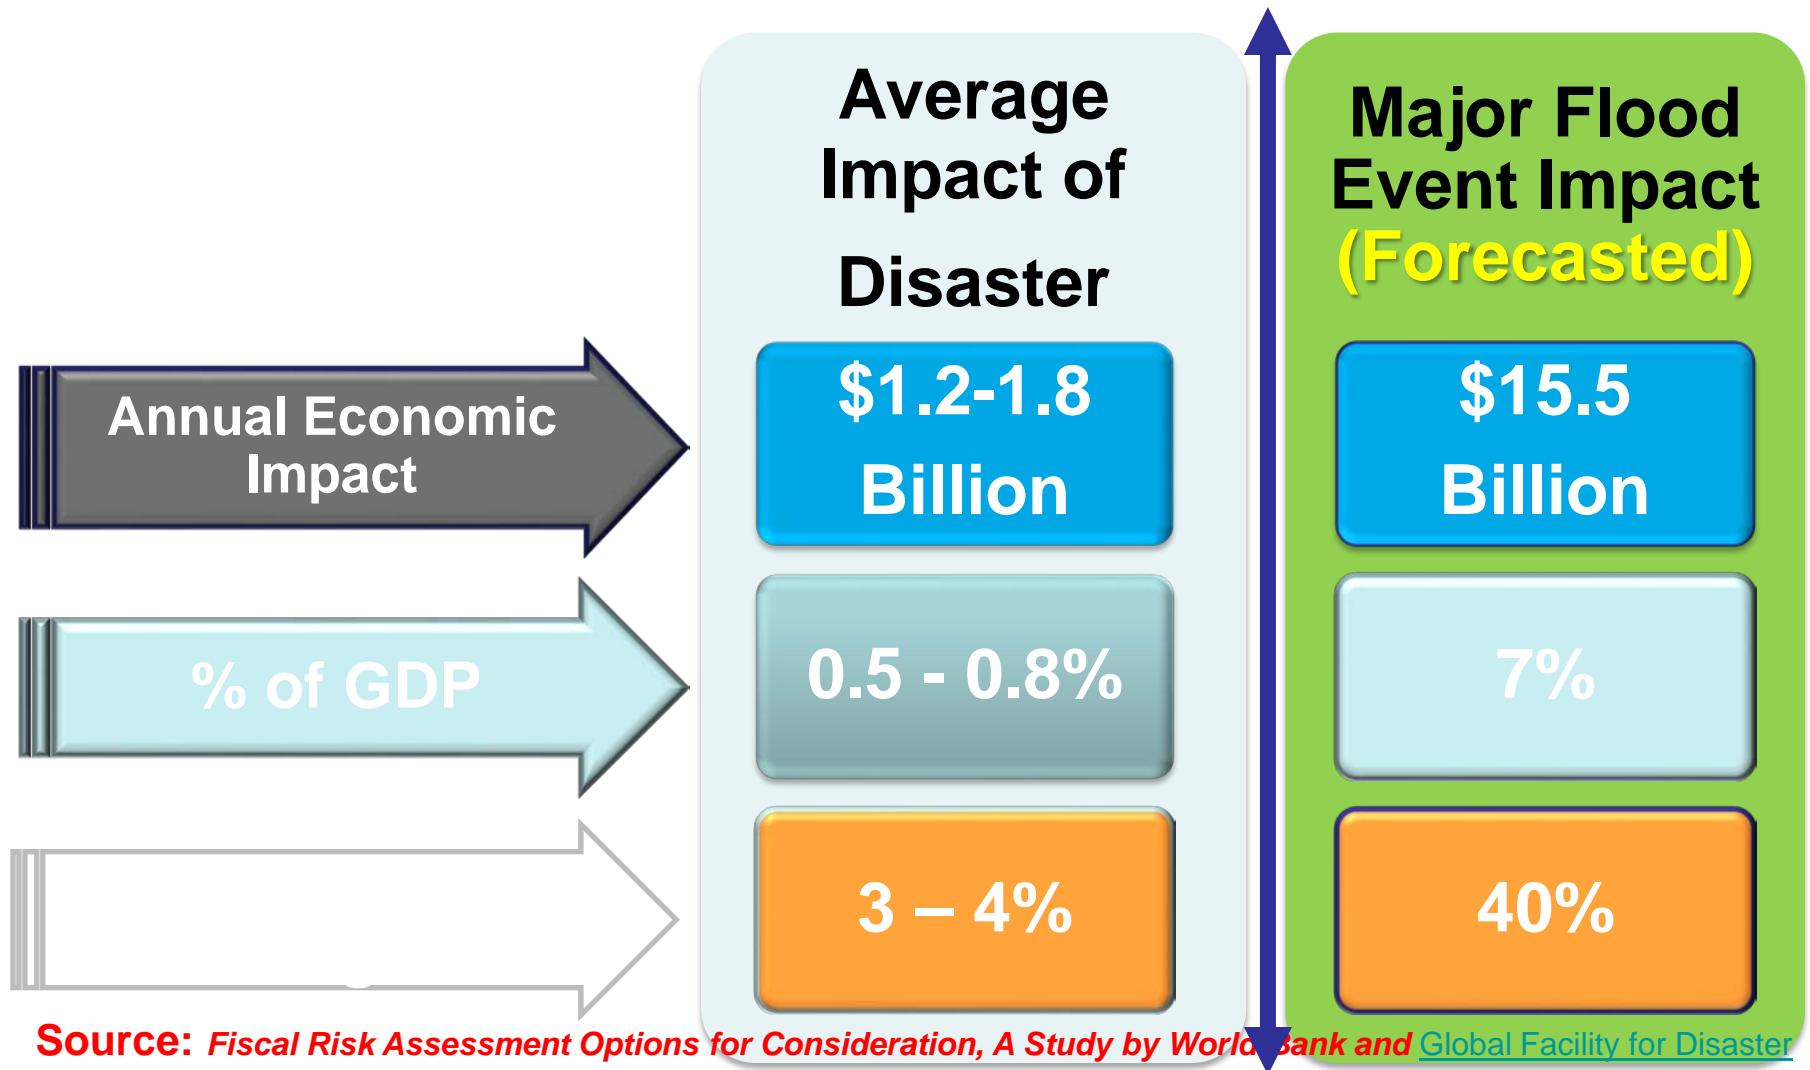 Average
Impact of
Disaster
Major Flood
Event Impact
(Forecasted)
Annual Economic
Impact
$1.2-1.8
Billion
$15.5
Billion
% of GDP
0.5 - 0.8%
7%
3 – 4%
40%
Source: Fiscal Risk Assessment Options for Consideration, A Study by World Bank and Global Facility for Disaster